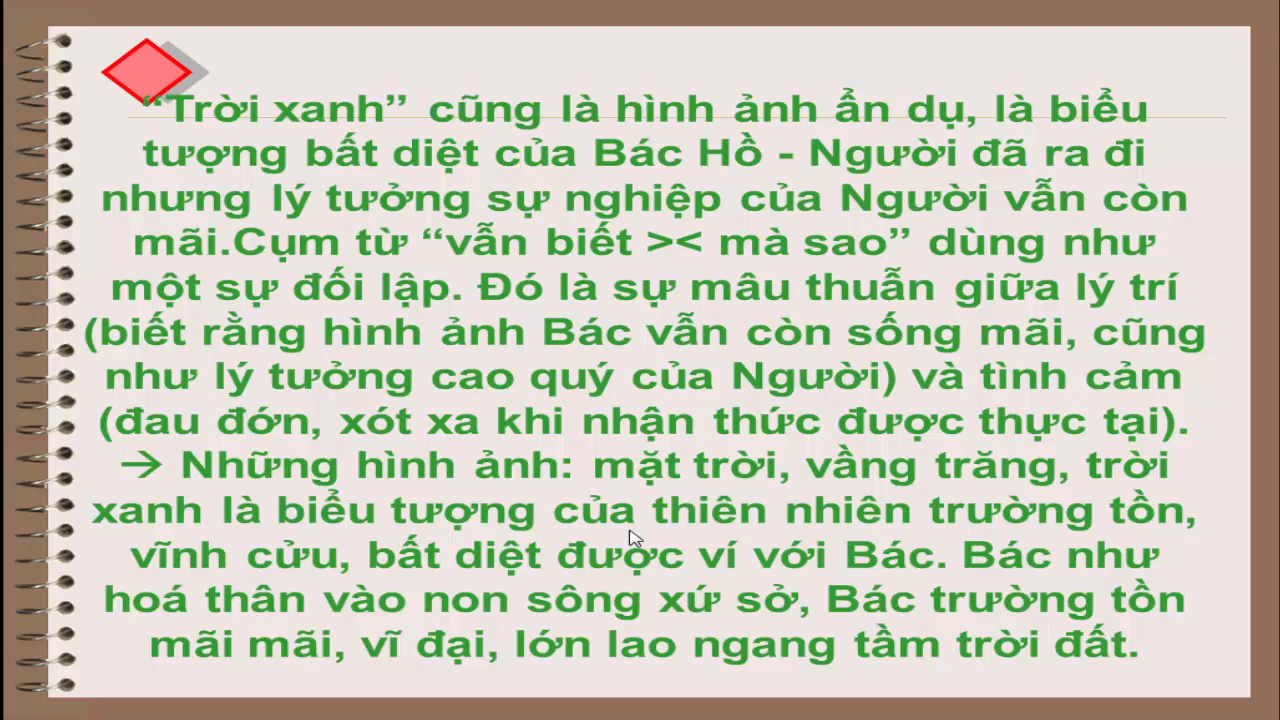 “Trời xanh” cũng là hình ảnh ẩn dụ, là biểu
tượng bất diệt của Bác Hồ - Người đã ra đi
nhưng lý tưởng sự nghiệp của Người vẫn còn
mãi.Cụm từ “vẫn biết >< mà sao” dùng như
một sự đối lập. Đó là sự mâu thuẫn giữa lý trí
(biết rằng hình ảnh Bác vẫn còn sống mãi, cũng
như lý tưởng cao quý của Người) và tình cảm
(đau đớn, xót xa khi nhận thức được thực tại).
→ Những hình ảnh: mặt trời, vầng trăng, trời
xanh là biểu tượng của thiên nhiên trường tồn,
vĩnh cửu, bất diệt được ví với Bác. Bác như
hoá thân vào non sông xứ sở, Bác trường tồn
mãi mãi, vĩ đại, lớn lao ngang tầm trời đất.